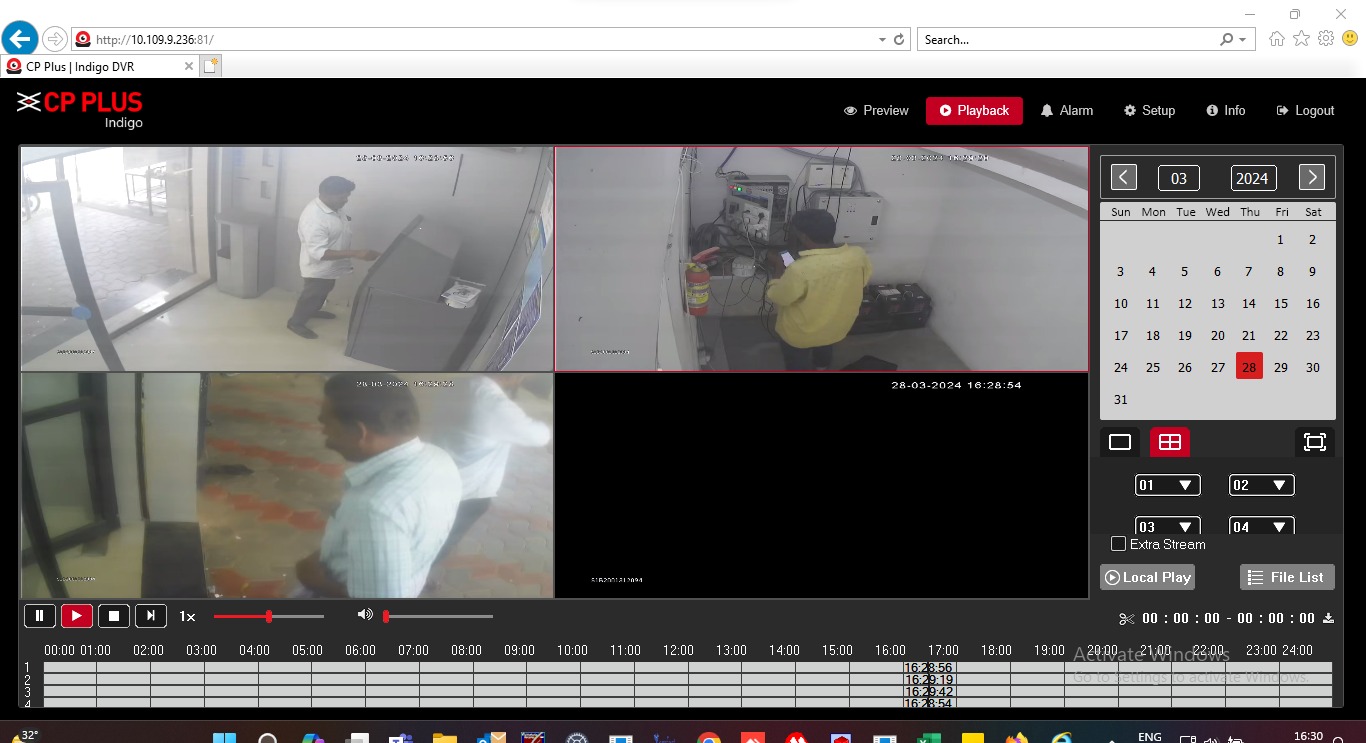 http://10.109.9.236:81/
Search...
CP Plus | Indigo DVR
CP PLUS
Indigo
Preview
Playback
Alarm
Setup
Info
Logout
28-03-2024 16:28:54
03 2024
Sun Mon Tue Wed Thu Fri Sat
1 2
3 4 5 6 7 8 9
10 11 12 13 14 15 16
17 18 19 20 21 22 23
24 25 26 27 28 29 30
31
01 02
03 04
Extra Stream
Local Play File List
1x
00 : 00 : 00 - 00 : 00 : 00
00:00 01:00 02:00 03:00 04:00 05:00 06:00 07:00 08:00 09:00 10:00 11:00 12:00 13:00 14:00 15:00 16:00 17:00 18:00 19:00 20:00 21:00 22:00 23:00 24:00
1 16:28:56
2 16:29:19
3 16:29:42
4 16:28:54
Activate Windows
Go to Settings to activate Windows.
32°
ENG
16:30